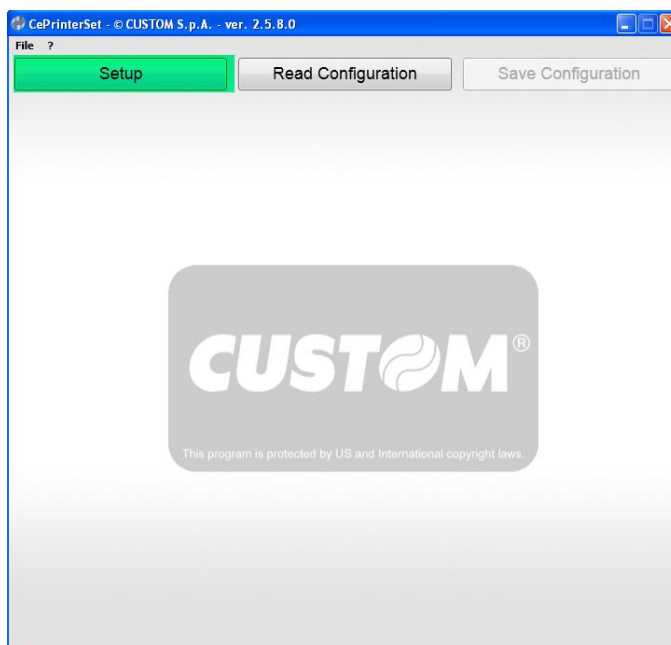 CePrinterSet - © CUSTOM S.p.A. - ver. 2.5.8.0
File ?
Setup Read Configuration Save Configuration
CUSTOM®
This program is protected by US and International copyright laws.